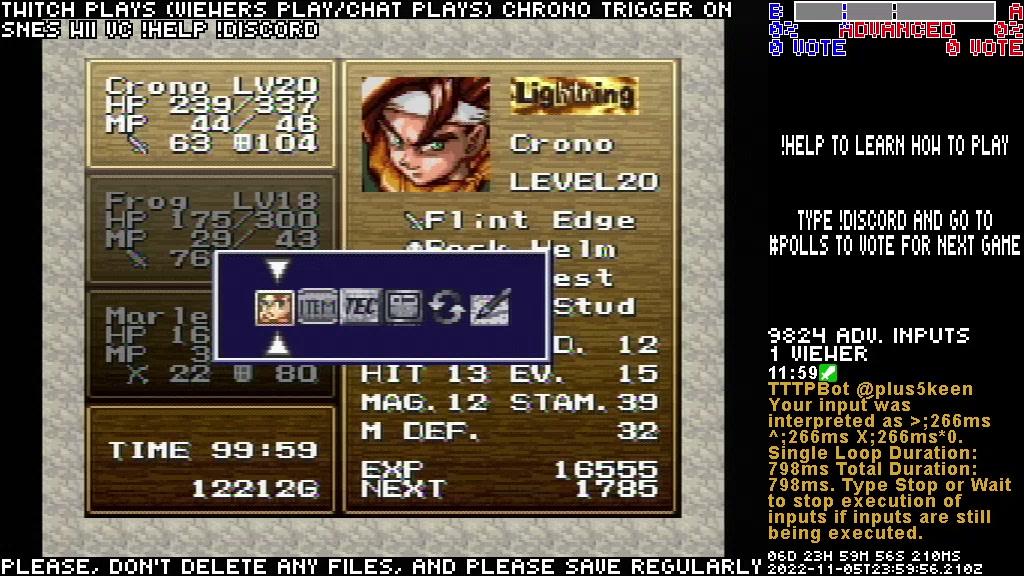 TWITCH PLAYS (VIEWERS PLAY/CHAT PLAYS) CHRONO TRIGGER ON
SNES WII VC !HELP !DISCORD
B A
0% ADVANCED 0%
0 VOTE 0 VOTE
Crono LV20
HP 239/337
MP 44/ 46
63 104
Lightning
Crono
LEVEL20
Flint Edge
Rock Helm
est
Stud
Frog LV18
HP 175/300
MP 29/ 43
76
ITEM TEC
Marle
HP 16
MP 3
22 80
D. 12
HIT 13 EV. 15
MAG. 12 STAM. 39
M DEF. 32
EXP 16555
NEXT 1785
TIME 99:59
12212G
!HELP TO LEARN HOW TO PLAY
TYPE !DISCORD AND GO TO
#POLLS TO VOTE FOR NEXT GAME
9824 ADV. INPUTS
1 VIEWER
11:59
TTTPBot @plus5keen
Your input was
interpreted as >;266ms
^;266ms X;266ms*0.
Single Loop Duration:
798ms Total Duration:
798ms. Type Stop or Wait
to stop execution of
inputs if inputs are still
being executed.
06D 23H 59M 56S 210MS
2022-11-05T23:59:56.210Z
PLEASE, DON'T DELETE ANY FILES, AND PLEASE SAVE REGULARLY